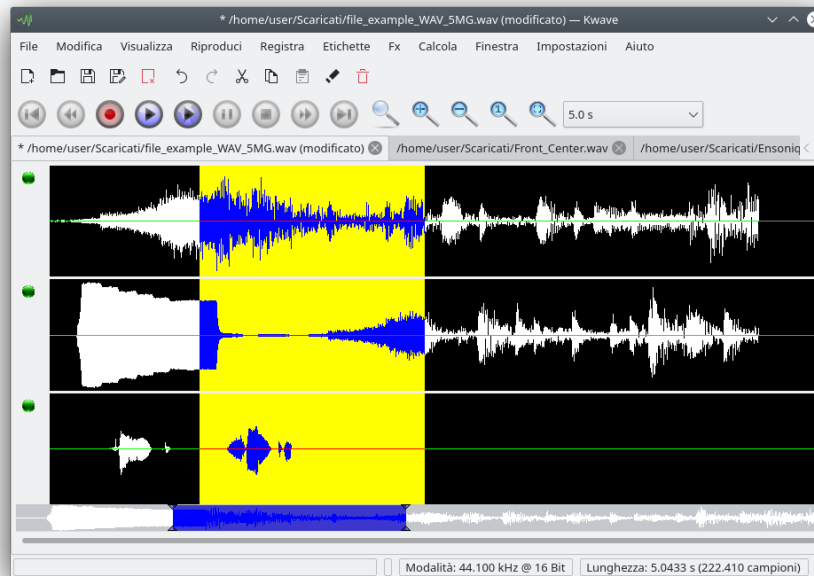 * /home/user/Scaricati/file_example_WAV_5MG.wav (modificato) — Kwave
File Modifica Visualizza Riproduci Registra Etichette Fx Calcola Finestra Impostazioni Aiuto
5.0 s
* /home/user/Scaricati/file_example_WAV_5MG.wav (modificato) /home/user/Scaricati/Front_Center.wav /home/user/Scaricati/Ensoniq
Modalità: 44.100 kHz @ 16 Bit Lunghezza: 5.0433 s (222.410 campioni)